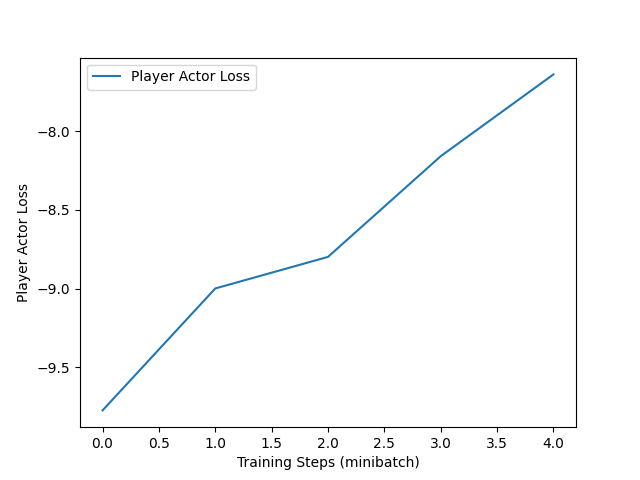 Player Actor Loss
−8.0
−8.5
−9.0
−9.5
Player Actor Loss
0.0 0.5 1.0 1.5 2.0 2.5 3.0 3.5 4.0
Training Steps (minibatch)